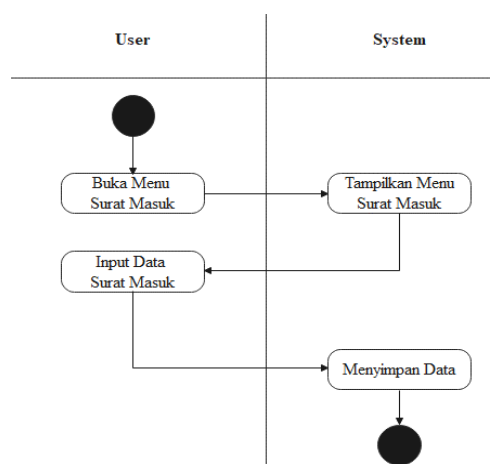 User
System
Buka Menu
Surat Masuk
Tampilkan Menu
Surat Masuk
Input Data
Surat Masuk
Menyimpan Data